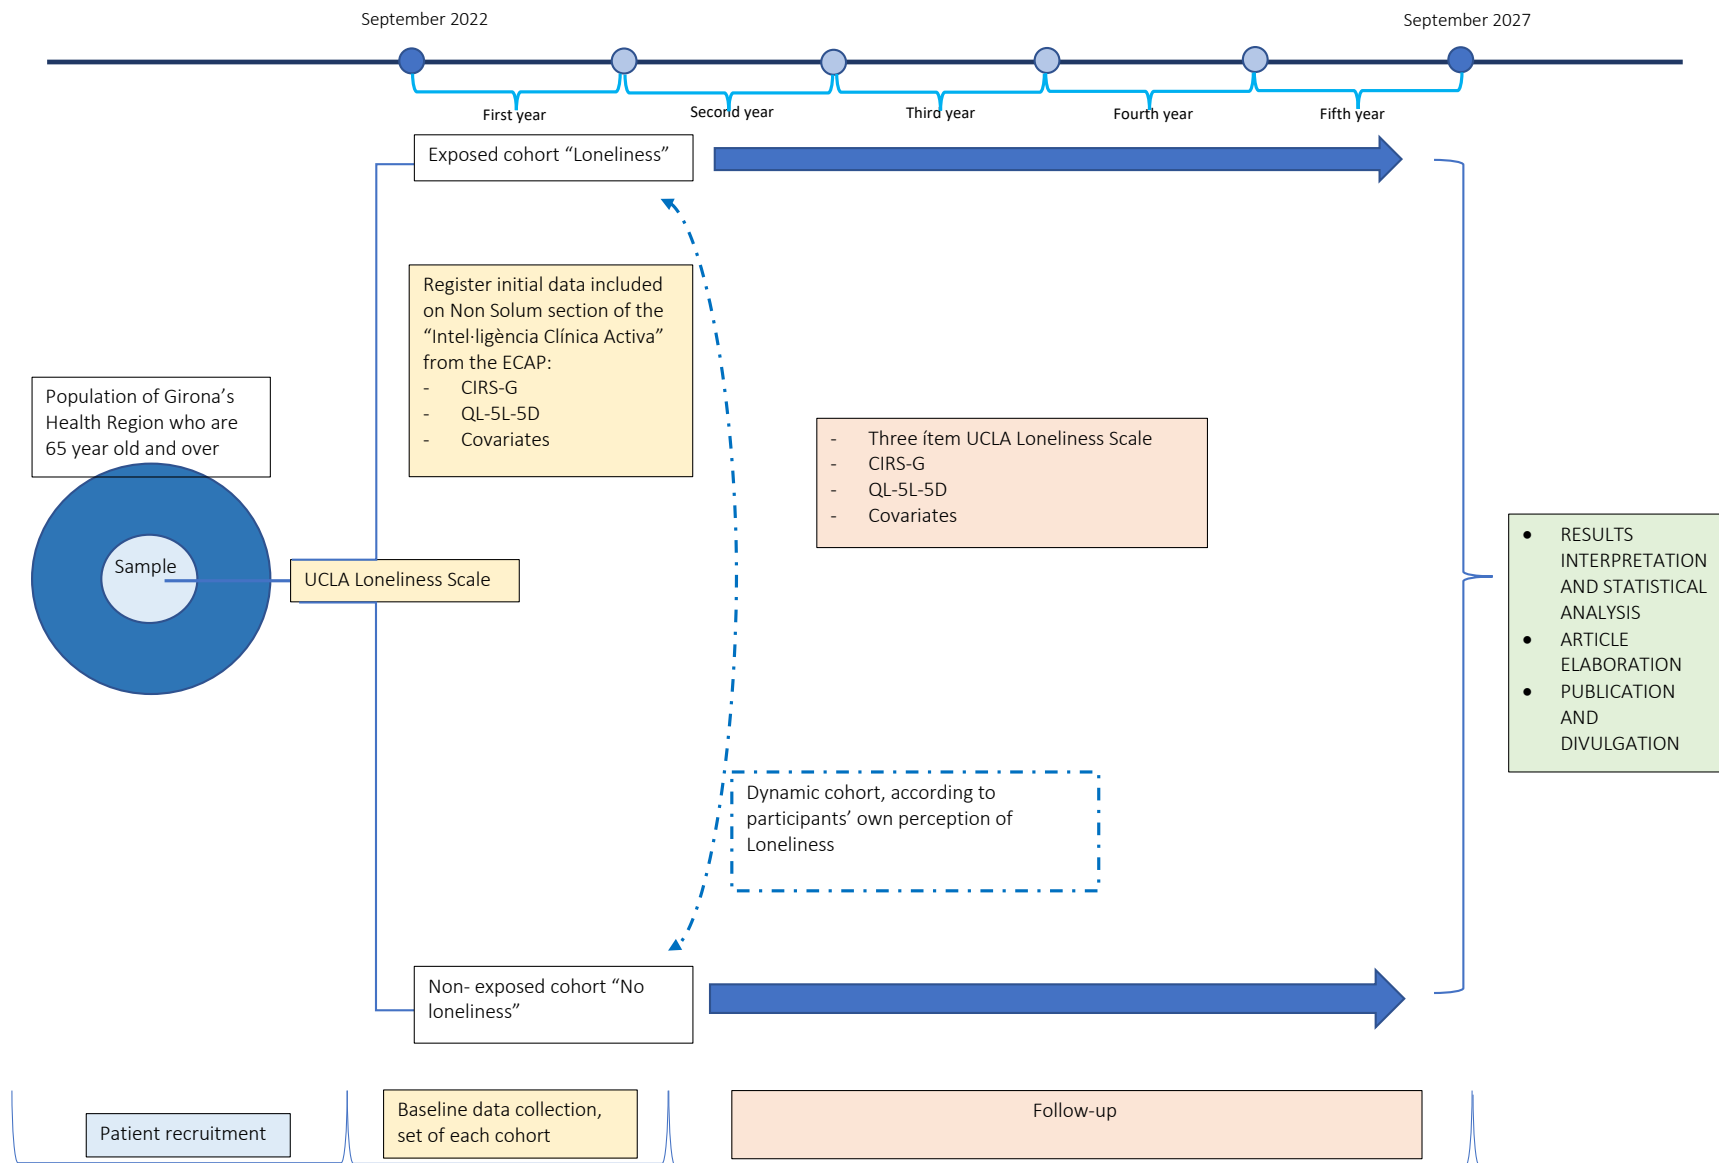 September 2022
September 2027
First year
Second year
Third year
Fourth year
Fifth year
Exposed cohort “Loneliness”
Register initial data included
on Non Solum section of the
“Intel·ligència Clínica Activa”
from the ECAP:
- CIRS-G
- QL-5L-5D
- Covariates
Population of Girona’s
Health Region who are
65 year old and over
Sample
UCLA Loneliness Scale
- Three ítem UCLA Loneliness Scale
- CIRS-G
- QL-5L-5D
- Covariates
• RESULTS
INTERPRETATION
AND STATISTICAL
ANALYSIS
• ARTICLE
ELABORATION
• PUBLICATION
AND
DIVULGATION
Dynamic cohort, according to
participants’ own perception of
Loneliness
Non- exposed cohort “No
loneliness”
Patient recruitment
Baseline data collection,
set of each cohort
Follow-up